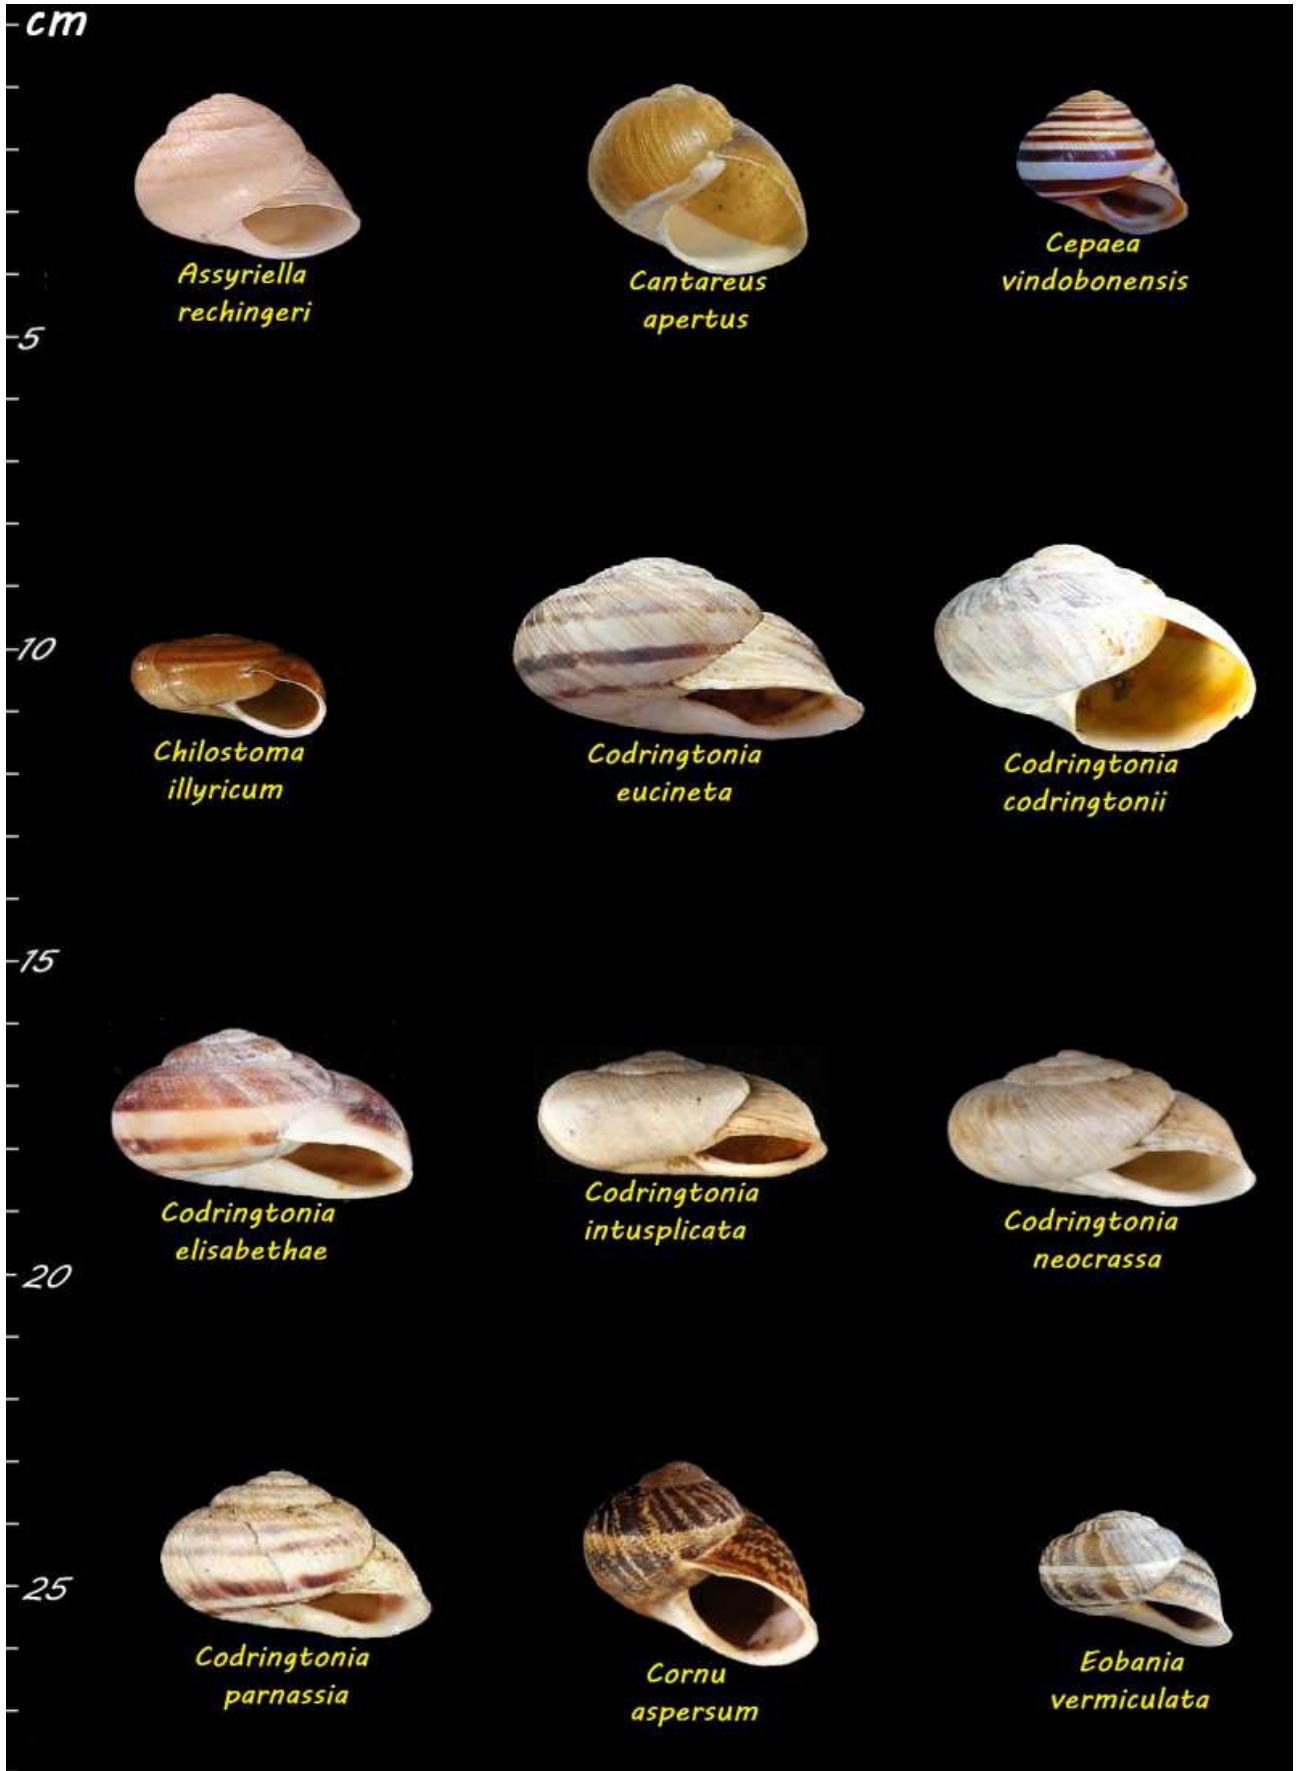 cm
Assyriella
rechingeri
Cantareus
apertus
Cepaea
vindobonensis
5
10
Chilostoma
illyricum
Codringtonia
eucineta
Codringtonia
codringtonii
15
Codringtonia
elisabethae
Codringtonia
intusplicata
Codringtonia
neocrassa
20
25
Codringtonia
parnassia
Cornu
aspersum
Eobania
vermiculata